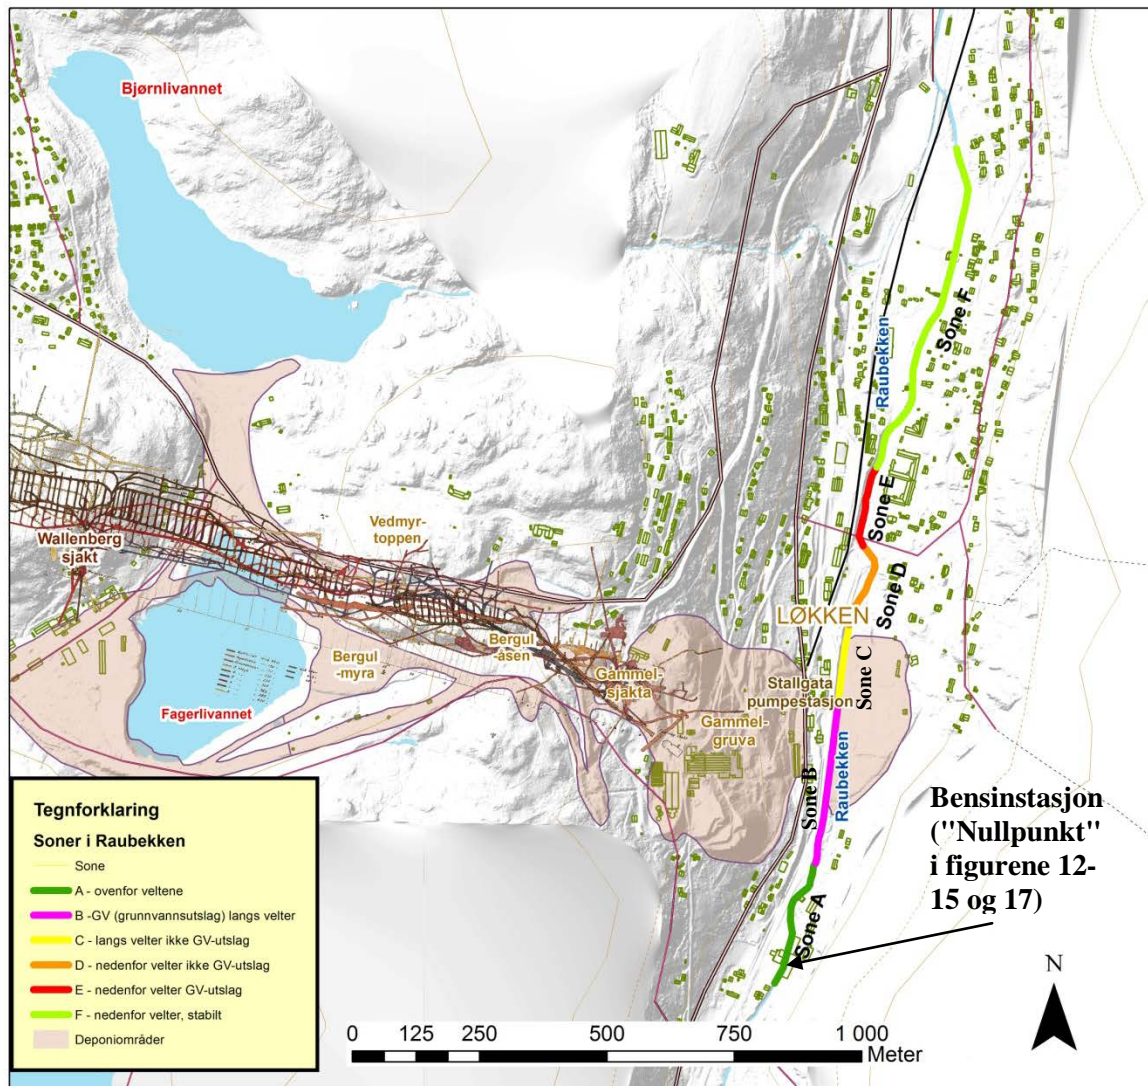 Bjørnlivannet
Raubekken
Sone F
Sone E
Sone D
Wallenberg
sjakt
Vedmyr-
toppen
LØKKEN
Bergul
-åsen
Bergul
-myra
Gammel-
sjakta
Stallgata
pumpestasjon
Sone C
Fagerlivannet
Gammel-
gruva
Sone B
Raubekken
Sone A
Bensinstasjon
("Nullpunkt"
i figurene 12-
15 og 17)
Tegnforklaring
Soner i Raubekken
Sone
A - ovenfor veltene
B -GV (grunnvannsutslag) langs velter
C - langs velter ikke GV-utslag
D - nedenfor velter ikke GV-utslag
E - nedenfor velter GV-utslag
F - nedenfor velter, stabilt
Deponiområder
N
0 125 250 500 750 1 000
Meter